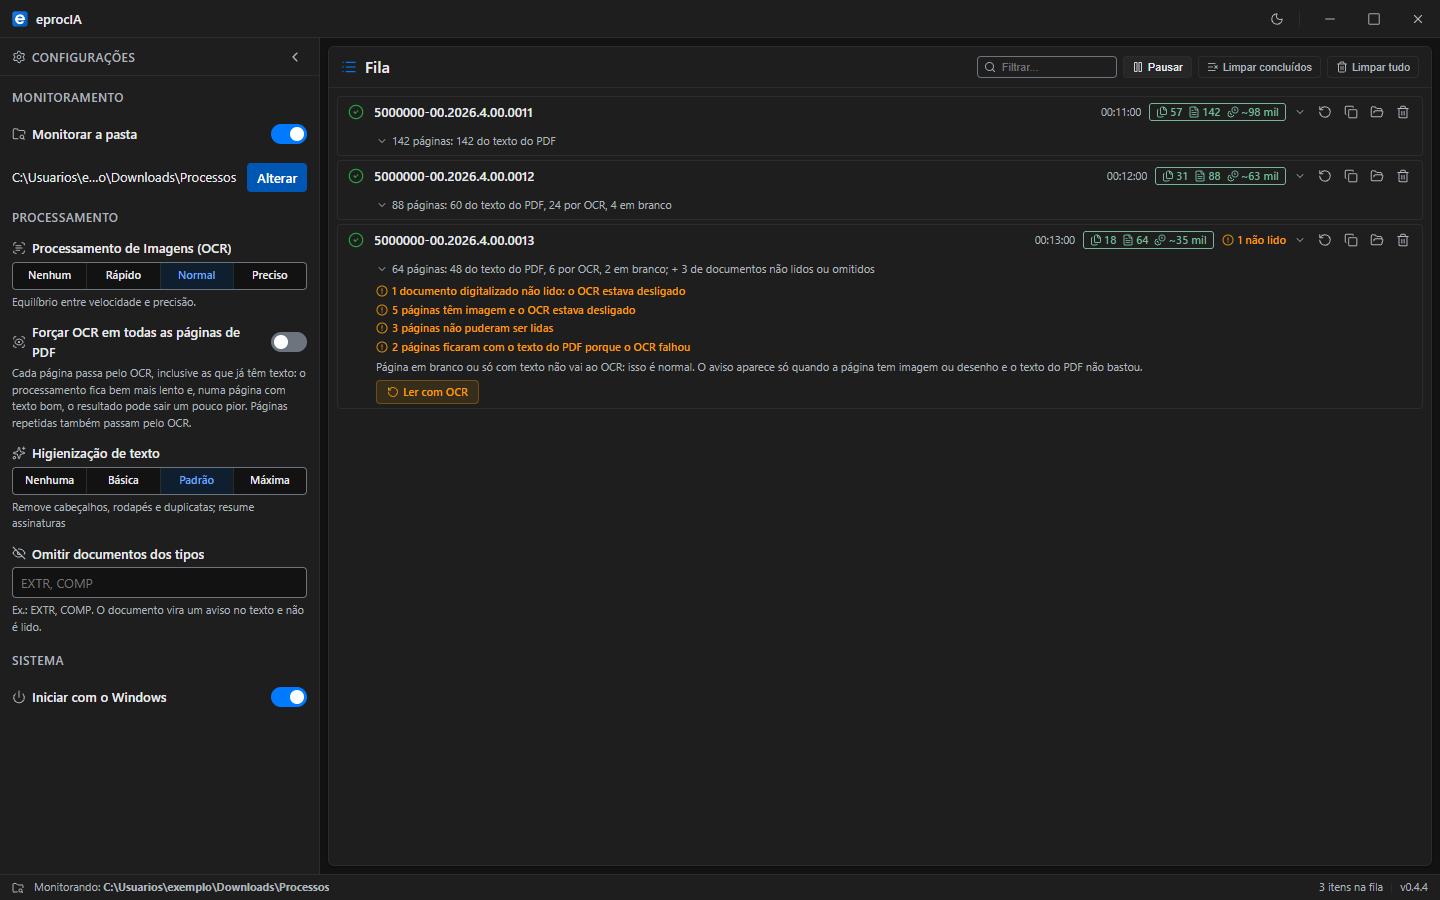 eprocIA
CONFIGURAÇÕES
MONITORAMENTO
Monitorar a pasta
C:\Usuarios\e...o\Downloads\Processos
Alterar
PROCESSAMENTO
Processamento de Imagens (OCR)
Nenhum Rápido Normal Preciso
Equilíbrio entre velocidade e precisão.
Forçar OCR em todas as páginas de
PDF
Cada página passa pelo OCR, inclusive as que já têm texto: o
processamento fica bem mais lento e, numa página com
texto bom, o resultado pode sair um pouco pior. Páginas
repetidas também passam pelo OCR.
Higienização de texto
Nenhuma Básica Padrão Máxima
Remove cabeçalhos, rodapés e duplicatas; resume
assinaturas
Omitir documentos dos tipos
EXTR, COMP
Ex.: EXTR, COMP. O documento vira um aviso no texto e não
é lido.
SISTEMA
Iniciar com o Windows
Fila
Filtrar...
Pausar
Limpar concluídos
Limpar tudo
5000000-00.2026.4.00.0011
00:11:00 57 142 ~98 mil
142 páginas: 142 do texto do PDF
5000000-00.2026.4.00.0012
00:12:00 31 88 ~63 mil
88 páginas: 60 do texto do PDF, 24 por OCR, 4 em branco
5000000-00.2026.4.00.0013
00:13:00 18 64 ~35 mil 1 não lido
64 páginas: 48 do texto do PDF, 6 por OCR, 2 em branco; + 3 de documentos não lidos ou omitidos
1 documento digitalizado não lido: o OCR estava desligado
5 páginas têm imagem e o OCR estava desligado
3 páginas não puderam ser lidas
2 páginas ficaram com o texto do PDF porque o OCR falhou
Página em branco ou só com texto não vai ao OCR: isso é normal. O aviso aparece só quando a página tem imagem ou desenho e o texto do PDF não bastou.
Ler com OCR
Monitorando: C:\Usuarios\exemplo\Downloads\Processos
3 itens na fila
v0.4.4